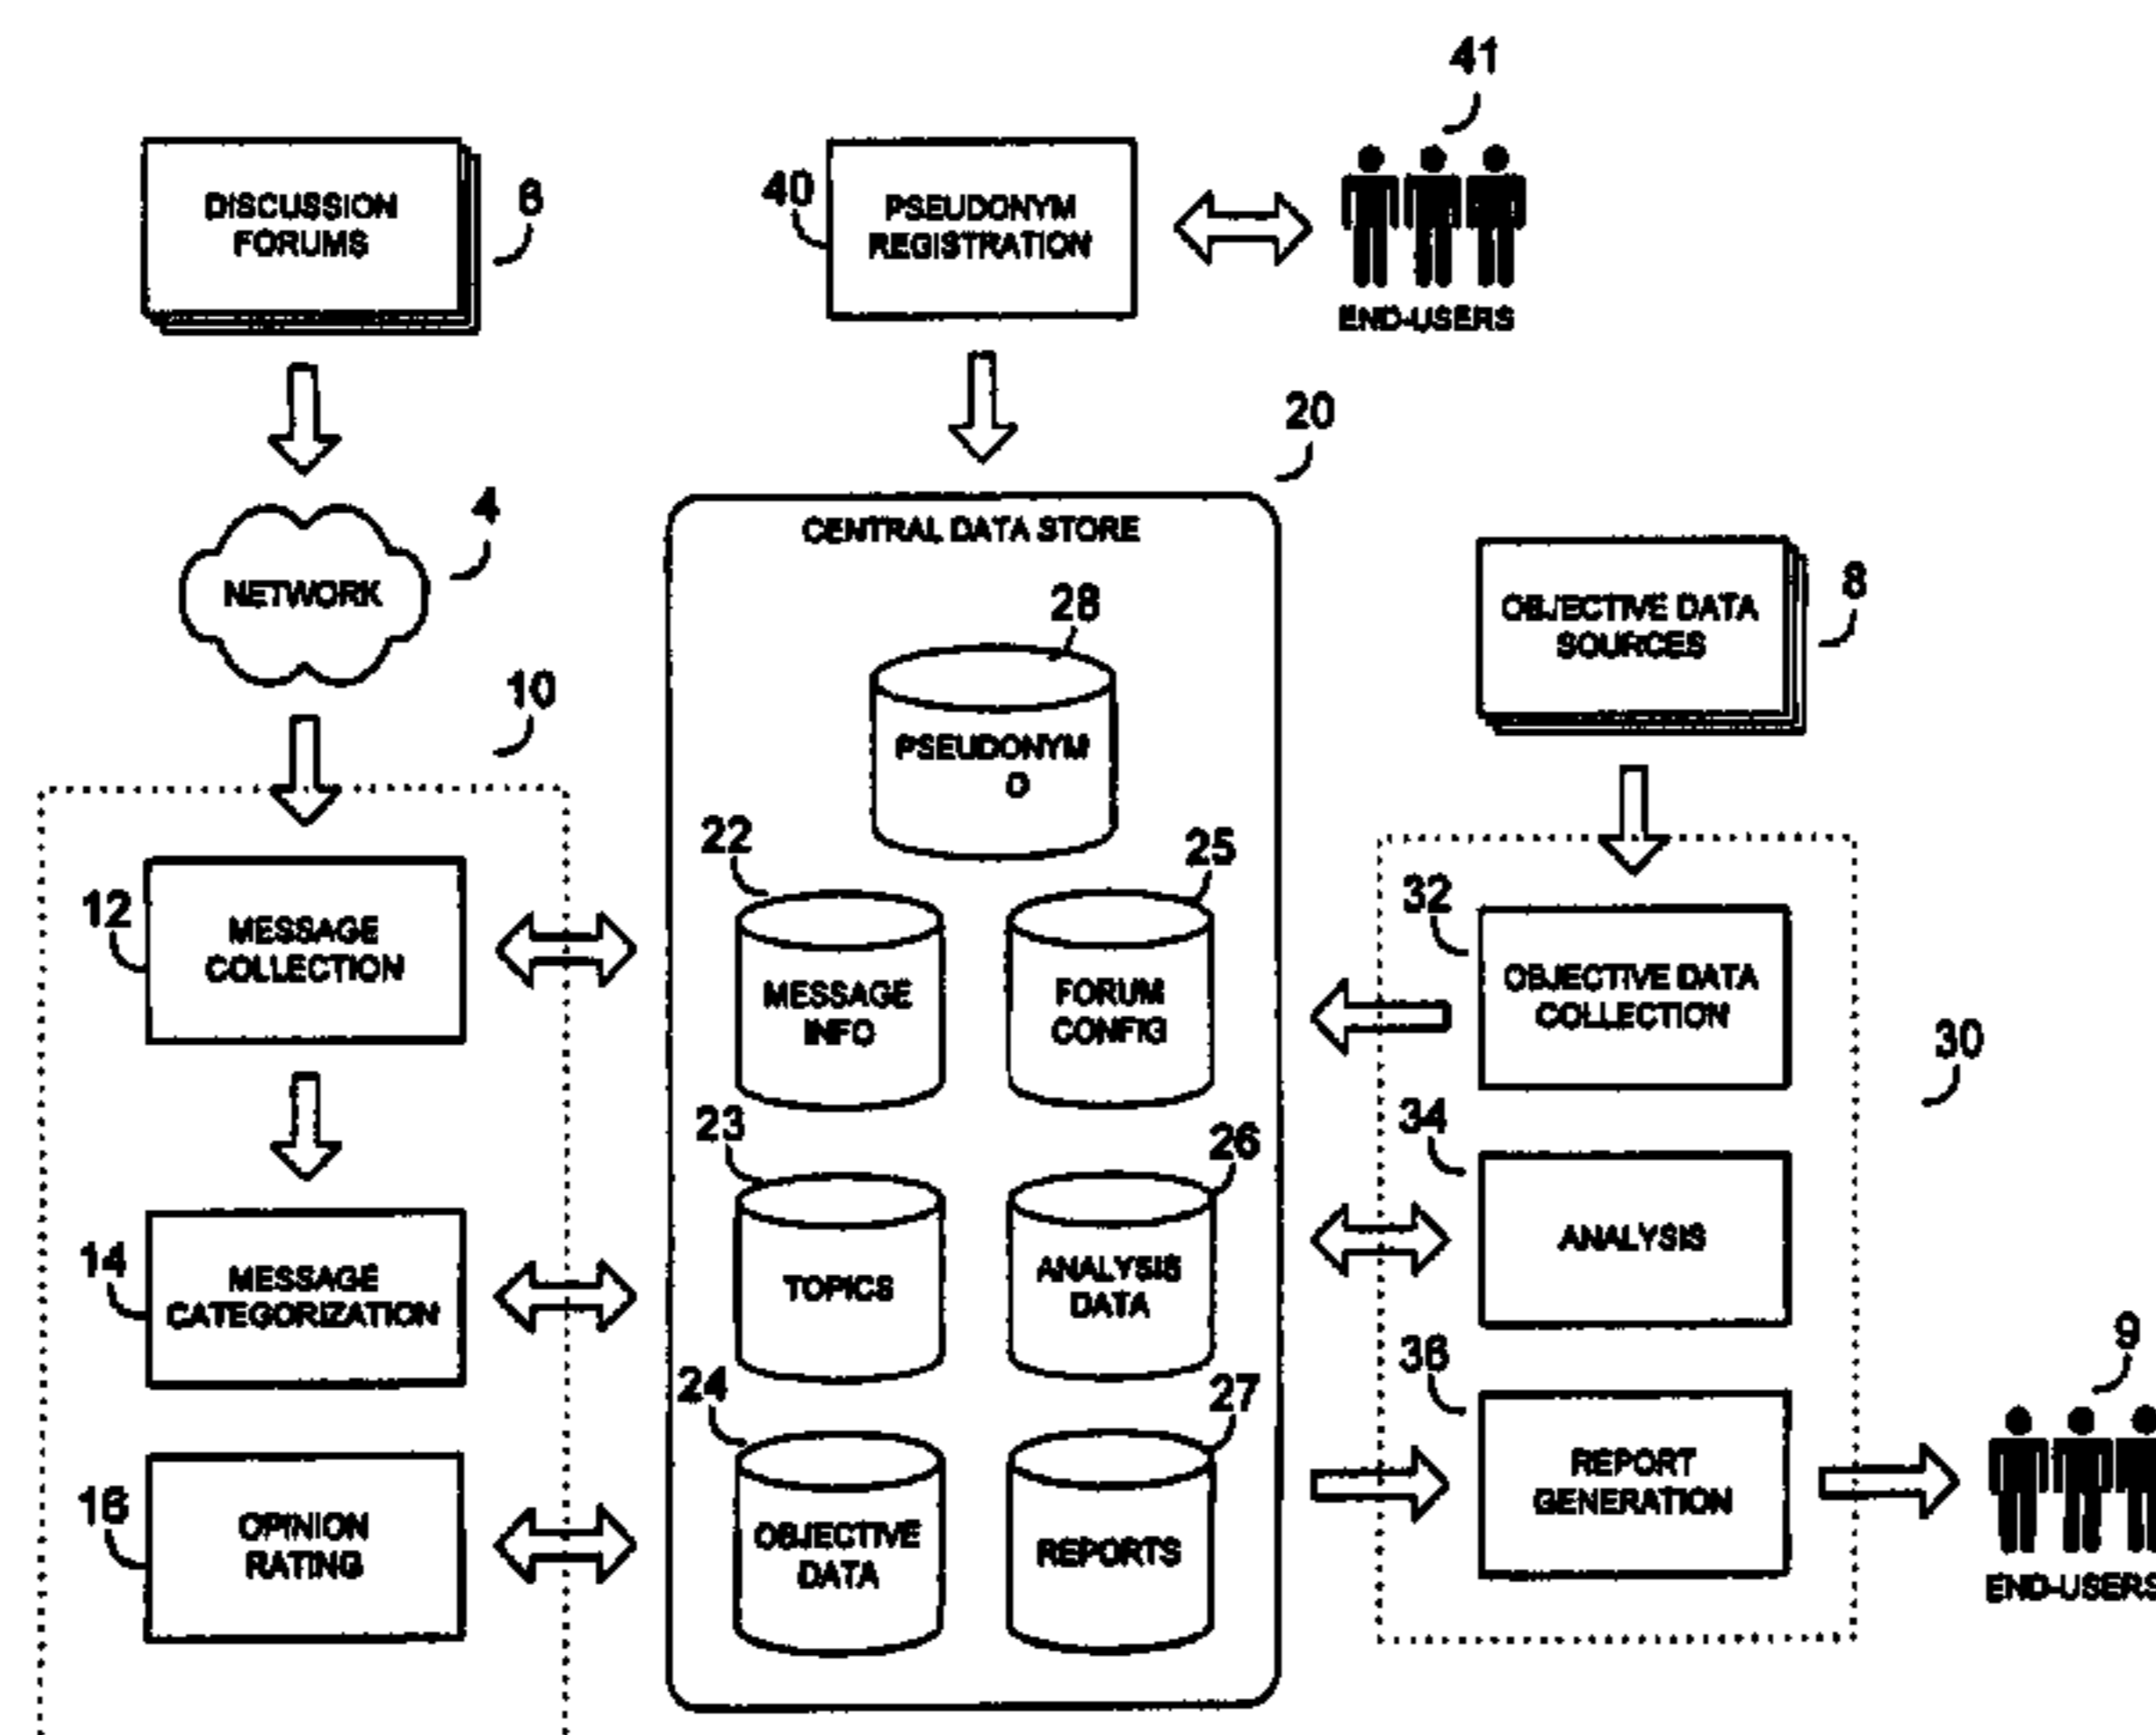 41
DISCUSSION
FORUMS
6
40
PSEUDONYM
REGISTRATION
END-USERS
20
4
NETWORK
CENTRAL DATA STORE
28
PSEUDONYM
O
OBJECTIVE DATA
SOURCES
8
10
22
25
12
MESSAGE
COLLECTION
MESSAGE
INFO
FORUM
CONFIG
32
OBJECTIVE DATA
COLLECTION
30
23
26
34
14
MESSAGE
CATEGORIZATION
TOPICS
ANALYSIS
DATA
ANALYSIS
24
27
36
9
16
OPINION
RATING
OBJECTIVE
DATA
REPORTS
REPORT
GENERATION
END-USERS